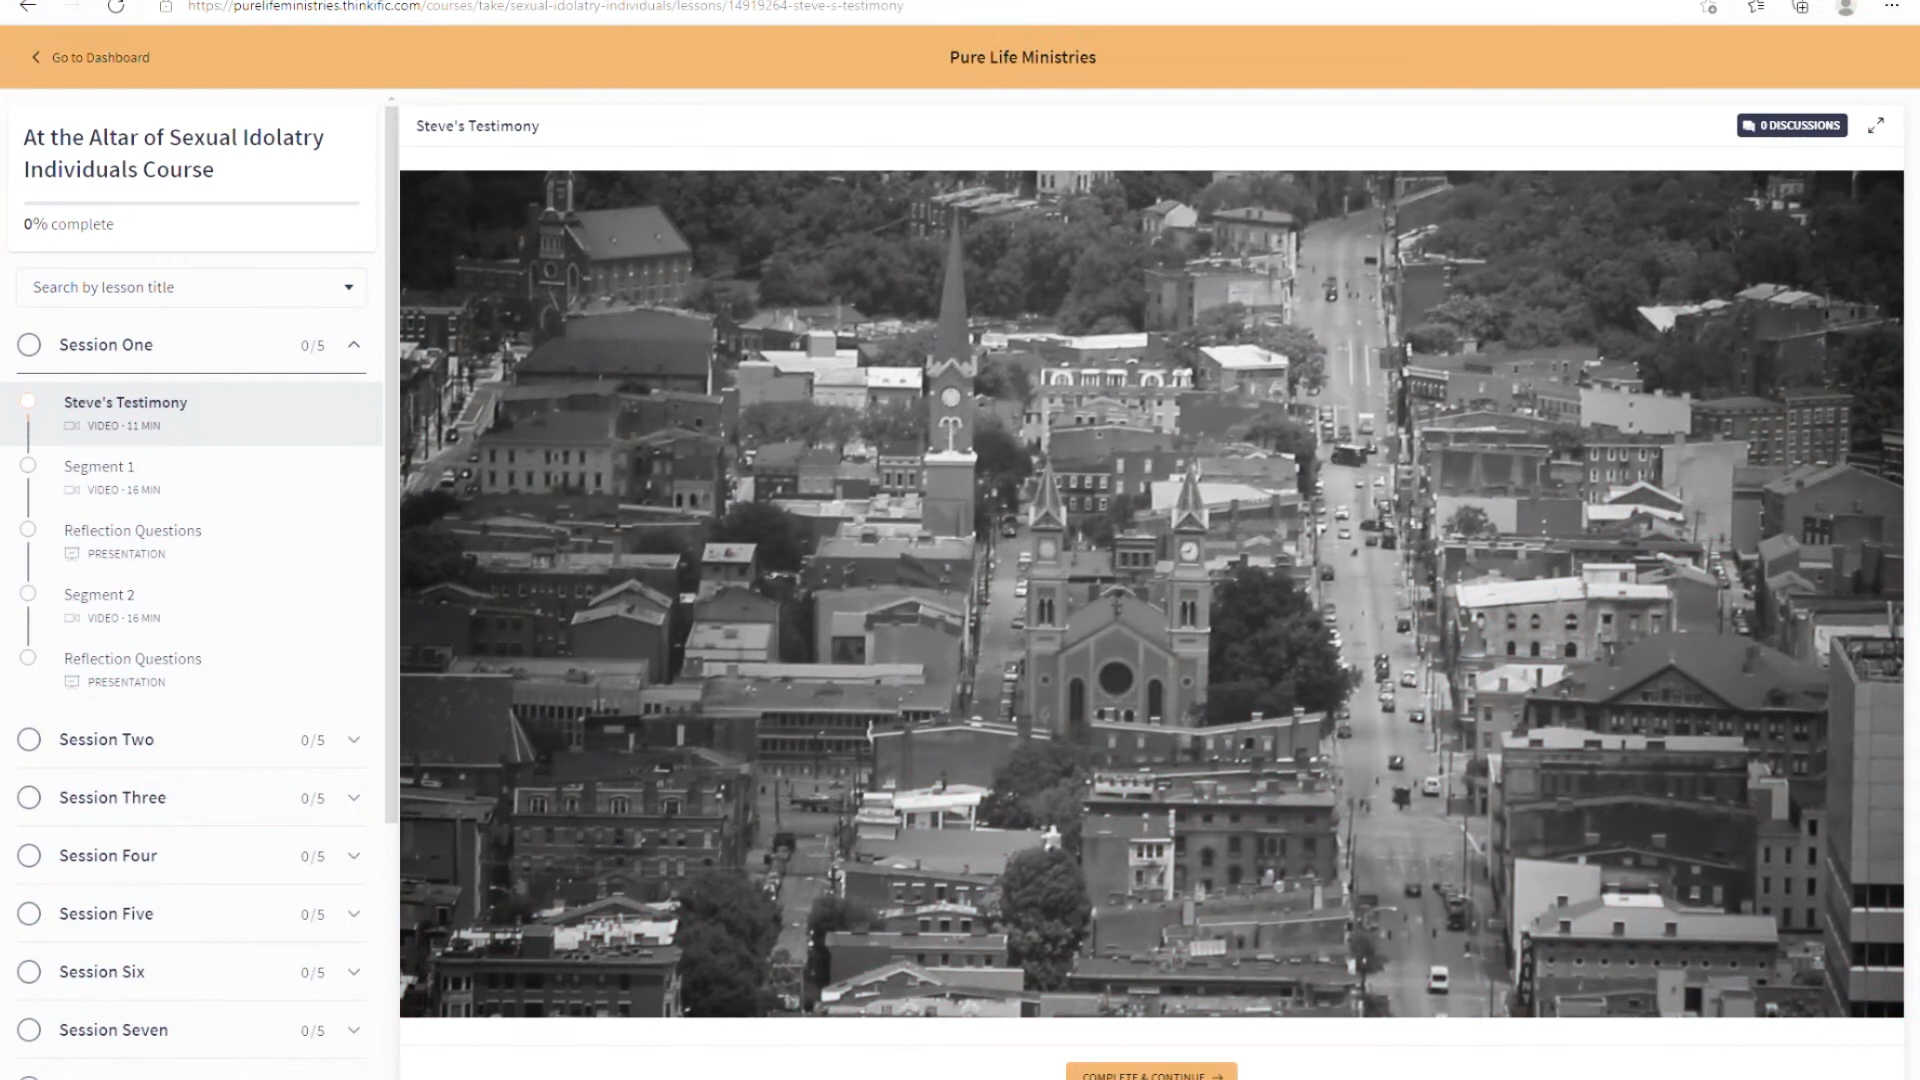 https://purelifeministries.thinkific.com/courses/take/sexual-idolatry-individuals/lessons/14919264-steve-s-testimony
Go to Dashboard
Pure Life Ministries
At the Altar of Sexual Idolatry
Individuals Course
0% complete
Search by lesson title
Session One 0/5
Steve's Testimony
VIDEO · 11 MIN
Segment 1
VIDEO · 16 MIN
Reflection Questions
PRESENTATION
Segment 2
VIDEO · 16 MIN
Reflection Questions
PRESENTATION
Session Two 0/5
Session Three 0/5
Session Four 0/5
Session Five 0/5
Session Six 0/5
Session Seven 0/5
Steve's Testimony
0 DISCUSSIONS
COMPLETE & CONTINUE →